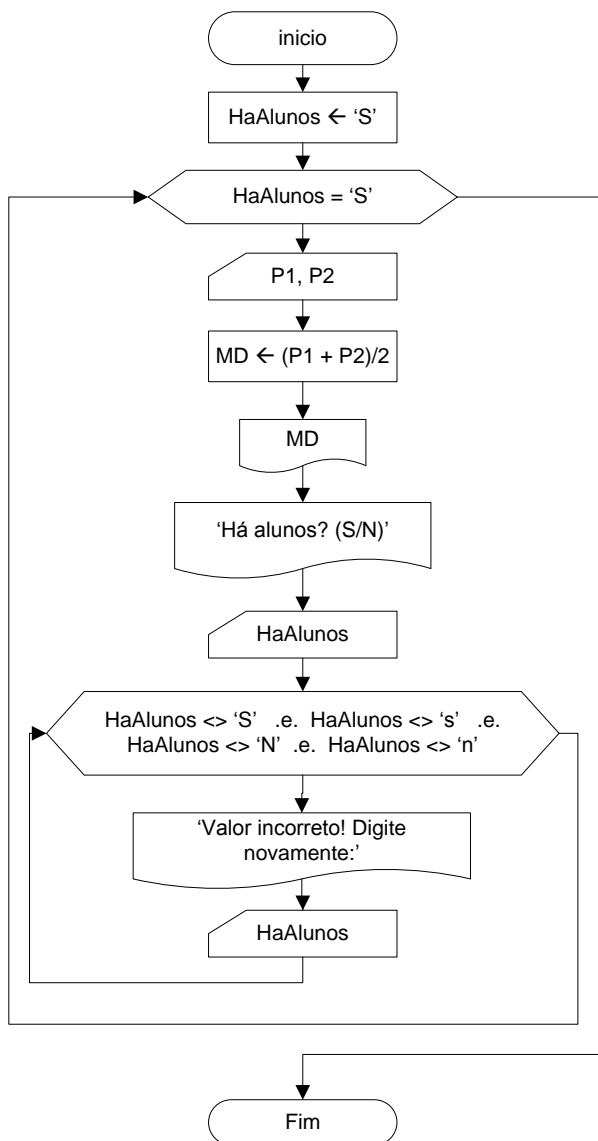 inicio
HaAlunos ← ‘S’
HaAlunos = ‘S’
P1, P2
MD ← (P1 + P2)/2
MD
‘Há alunos? (S/N)’
HaAlunos
HaAlunos <> ‘S’ .e. HaAlunos <> ‘s’ .e.
HaAlunos <> ‘N’ .e. HaAlunos <> ‘n’
‘Valor incorreto! Digite
novamente:’
HaAlunos
Fim